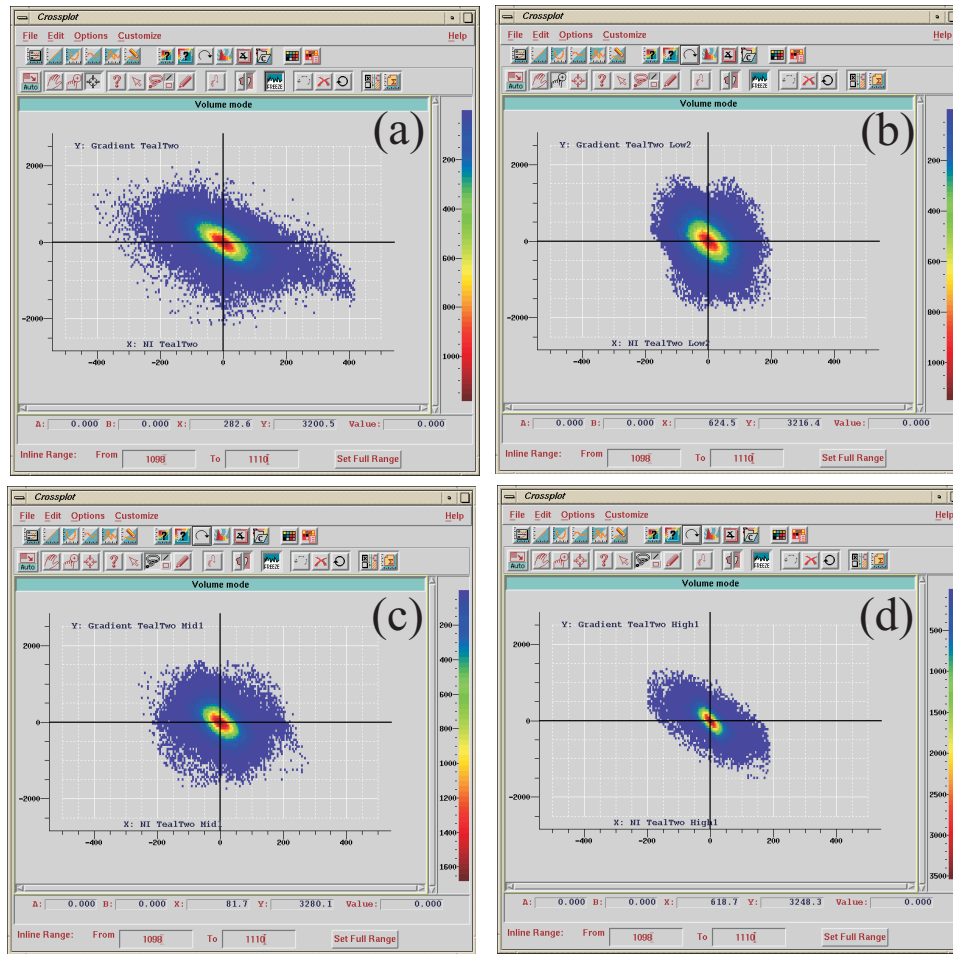 Crossplot
File Edit Options Customize Help
Auto FREEZE
Volume mode
(a)
Y: Gradient TealTwo
2000
0
-2000
X: NI TealTwo
-400 -200 0 200 400
200
400
600
800
1000
A: 0.000 B: 0.000 X: 282.6 Y: 3200.5 Value: 0.000
Inline Range: From 1098 To 1110 Set Full Range
Crossplot
File Edit Options Customize Help
Auto FREEZE
Volume mode
(b)
Y: Gradient TealTwo Low2
2000
0
-2000
X: NI TealTwo Low2
-400 -200 0 200 400
200
400
600
800
1000
A: 0.000 B: 0.000 X: 624.5 Y: 3216.4 Value: 0.000
Inline Range: From 1098 To 1110 Set Full Range
Crossplot
File Edit Options Customize Help
Auto FREEZE
Volume mode
(c)
Y: Gradient TealTwo Mid1
2000
0
-2000
X: NI TealTwo Mid1
-400 -200 0 200 400
200
400
600
800
1000
1200
1400
1600
A: 0.000 B: 0.000 X: 81.7 Y: 3280.1 Value: 0.000
Inline Range: From 1098 To 1110 Set Full Range
Crossplot
File Edit Options Customize Help
Auto FREEZE
Volume mode
(d)
Y: Gradient TealTwo High1
2000
0
-2000
X: NI TealTwo High1
-400 -200 0 200 400
500
1000
1500
2000
2500
3000
3500
A: 0.000 B: 0.000 X: 618.7 Y: 3248.3 Value: 0.000
Inline Range: From 1098 To 1110 Set Full Range